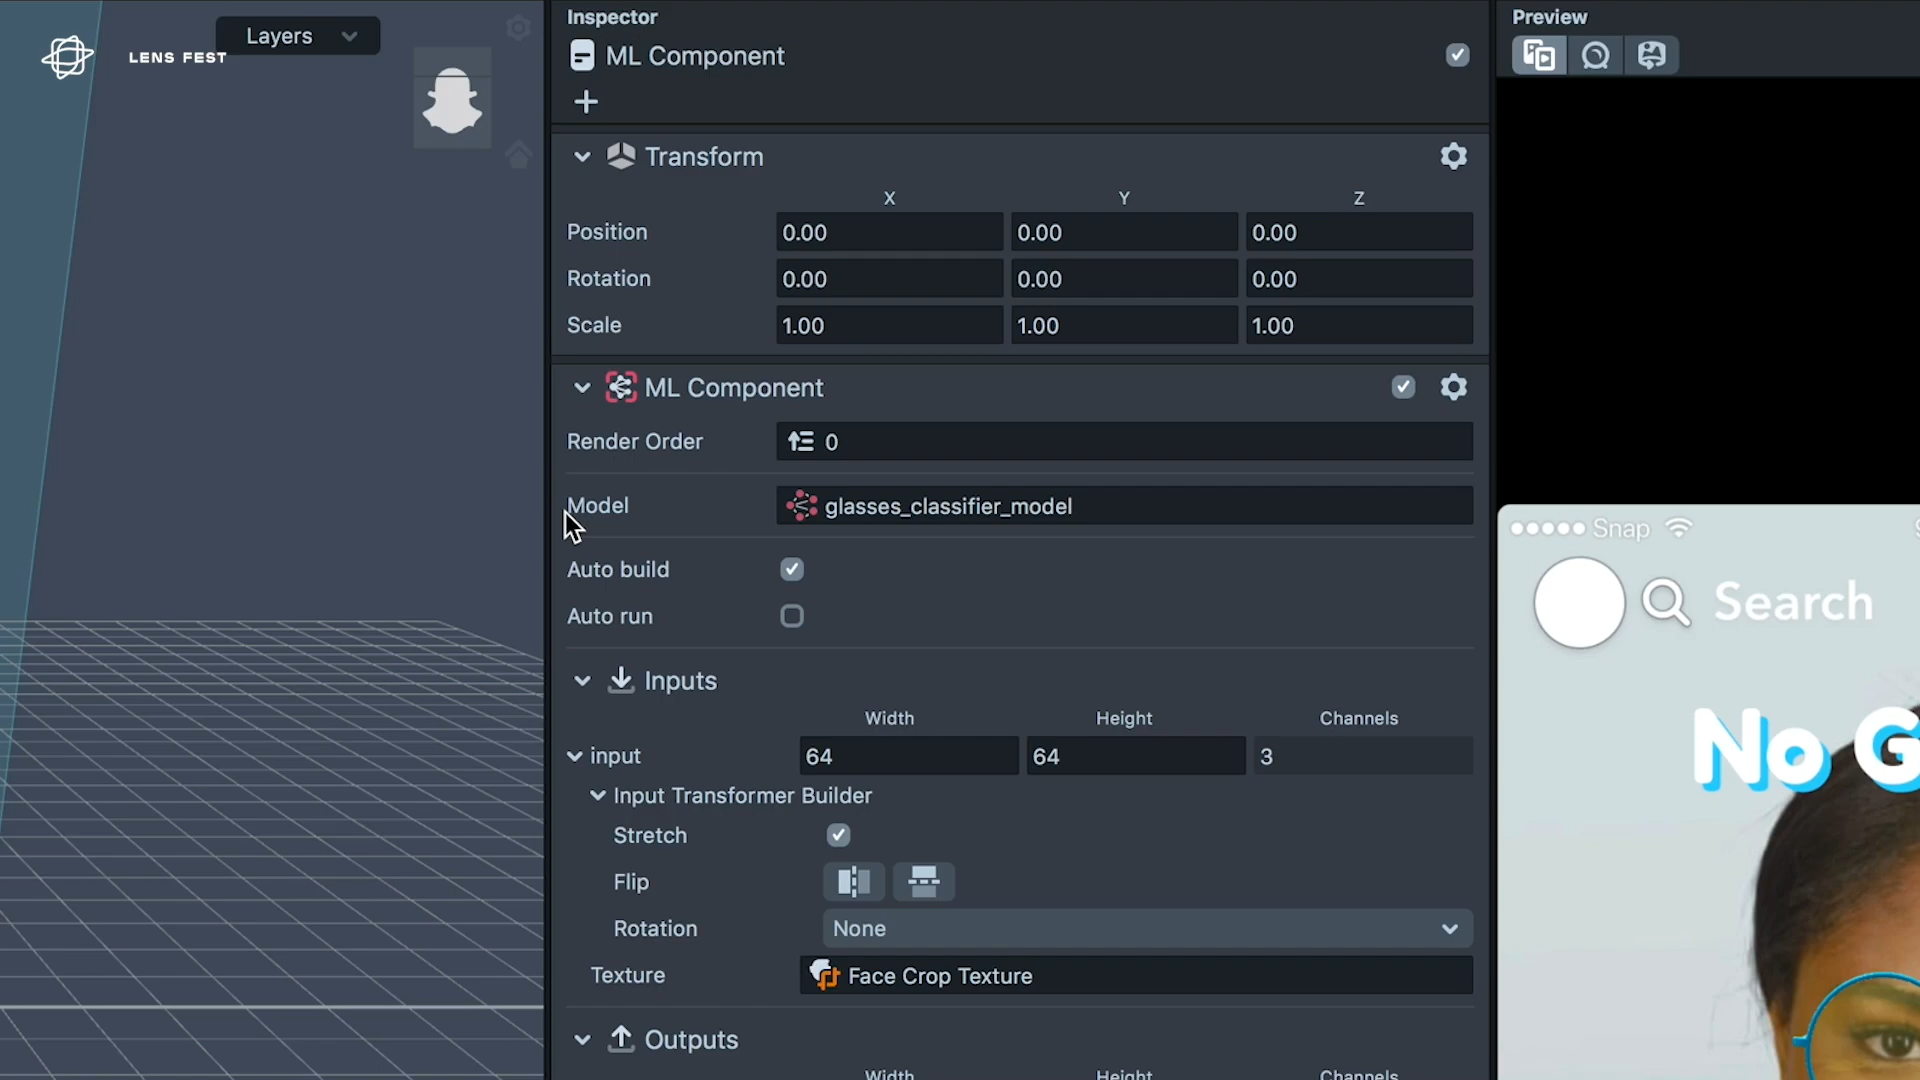 LENS FEST
Layers
Inspector
ML Component
Transform
X Y Z
Position 0.00 0.00 0.00
Rotation 0.00 0.00 0.00
Scale 1.00 1.00 1.00
ML Component
Render Order 0
Model glasses_classifier_model
Auto build
Auto run
Inputs
Width Height Channels
input 64 64 3
Input Transformer Builder
Stretch
Flip
Rotation None
Texture Face Crop Texture
Outputs
Width Height Channels
Preview
Snap
Search
No G